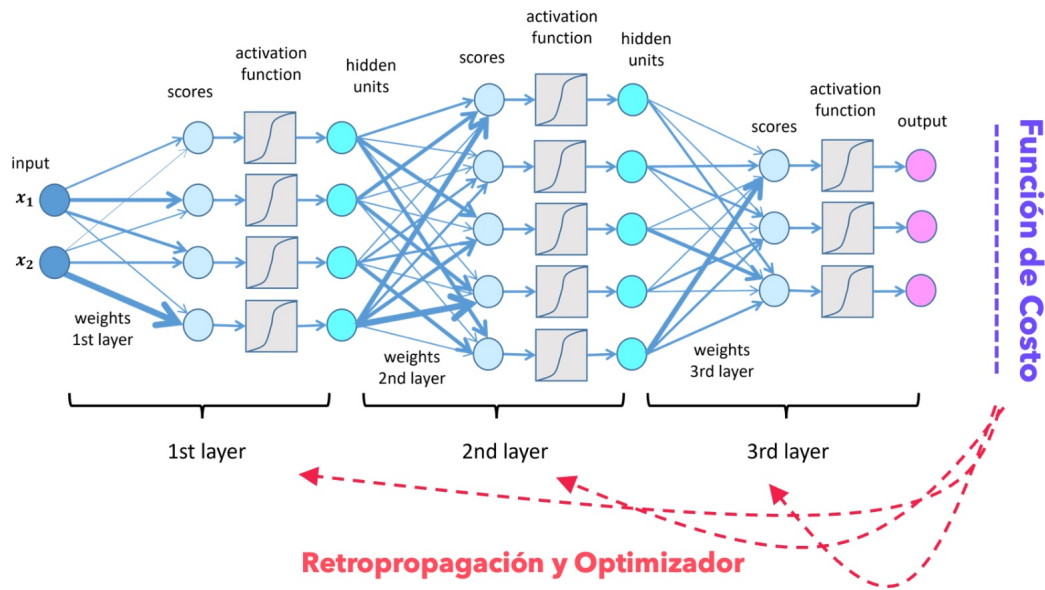 input
x₁
x₂
weights
1st layer
scores
activation
function
hidden
units
weights
2nd layer
scores
activation
function
hidden
units
weights
3rd layer
scores
activation
function
output
1st layer
2nd layer
3rd layer
Función de Costo
Retropropagación y Optimizador